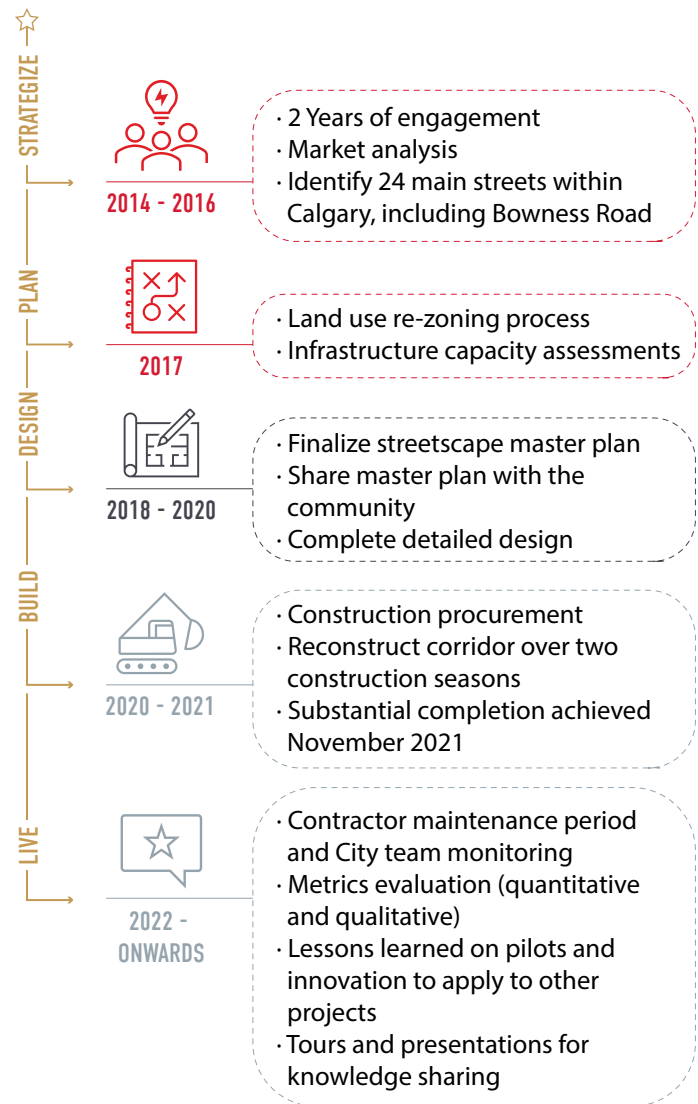 STRATEGIZE
2014 - 2016
· 2 Years of engagement
· Market analysis
· Identify 24 main streets within
Calgary, including Bowness Road
PLAN
2017
· Land use re-zoning process
· Infrastructure capacity assessments
DESIGN
2018 - 2020
· Finalize streetscape master plan
· Share master plan with the
community
· Complete detailed design
BUILD
2020 - 2021
· Construction procurement
· Reconstruct corridor over two
construction seasons
· Substantial completion achieved
November 2021
LIVE
2022 -
ONWARDS
· Contractor maintenance period
and City team monitoring
· Metrics evaluation (quantitative
and qualitative)
· Lessons learned on pilots and
innovation to apply to other
projects
· Tours and presentations for
knowledge sharing